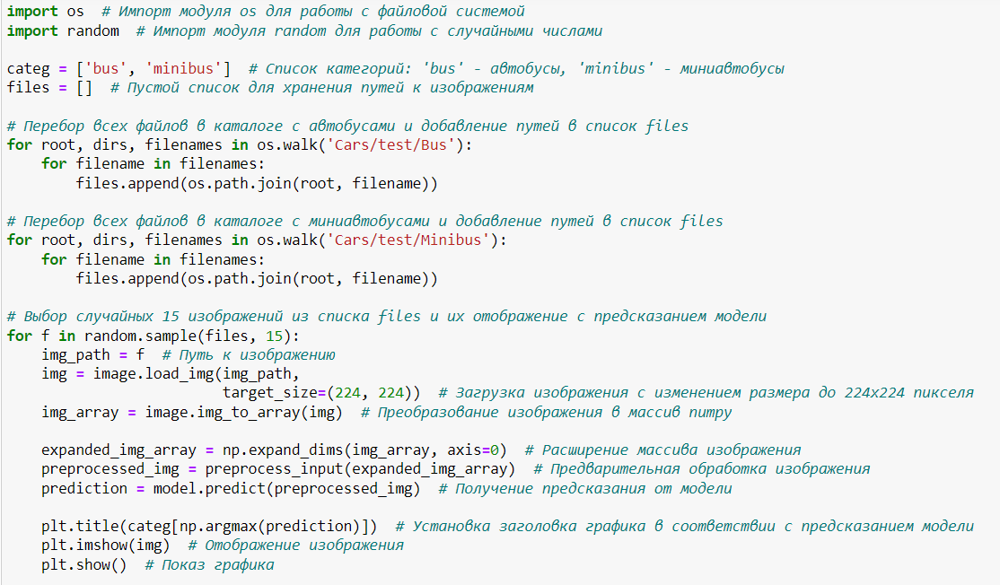 import os  # Импорт модуля os для работы с файловой системой
import random  # Импорт модуля random для работы с случайными числами

categ = ['bus', 'minibus']  # Список категорий: 'bus' - автобусы, 'minibus' - миниавтобусы
files = []  # Пустой список для хранения путей к изображениям

# Перебор всех файлов в каталоге с автобусами и добавление путей в список files
for root, dirs, filenames in os.walk('Cars/test/Bus'):
    for filename in filenames:
        files.append(os.path.join(root, filename))

# Перебор всех файлов в каталоге с миниавтобусами и добавление путей в список files
for root, dirs, filenames in os.walk('Cars/test/Minibus'):
    for filename in filenames:
        files.append(os.path.join(root, filename))

# Выбор случайных 15 изображений из списка files и их отображение с предсказанием модели
for f in random.sample(files, 15):
    img_path = f  # Путь к изображению
    img = image.load_img(img_path,
                         target_size=(224, 224))  # Загрузка изображения с изменением размера до 224x224 пикселя
    img_array = image.img_to_array(img)  # Преобразование изображения в массив numpy

    expanded_img_array = np.expand_dims(img_array, axis=0)  # Расширение массива изображения
    preprocessed_img = preprocess_input(expanded_img_array)  # Предварительная обработка изображения
    prediction = model.predict(preprocessed_img)  # Получение предсказания от модели

    plt.title(categ[np.argmax(prediction)])  # Установка заголовка графика в соответствии с предсказанием модели
    plt.imshow(img)  # Отображение изображения
    plt.show()  # Показ графика